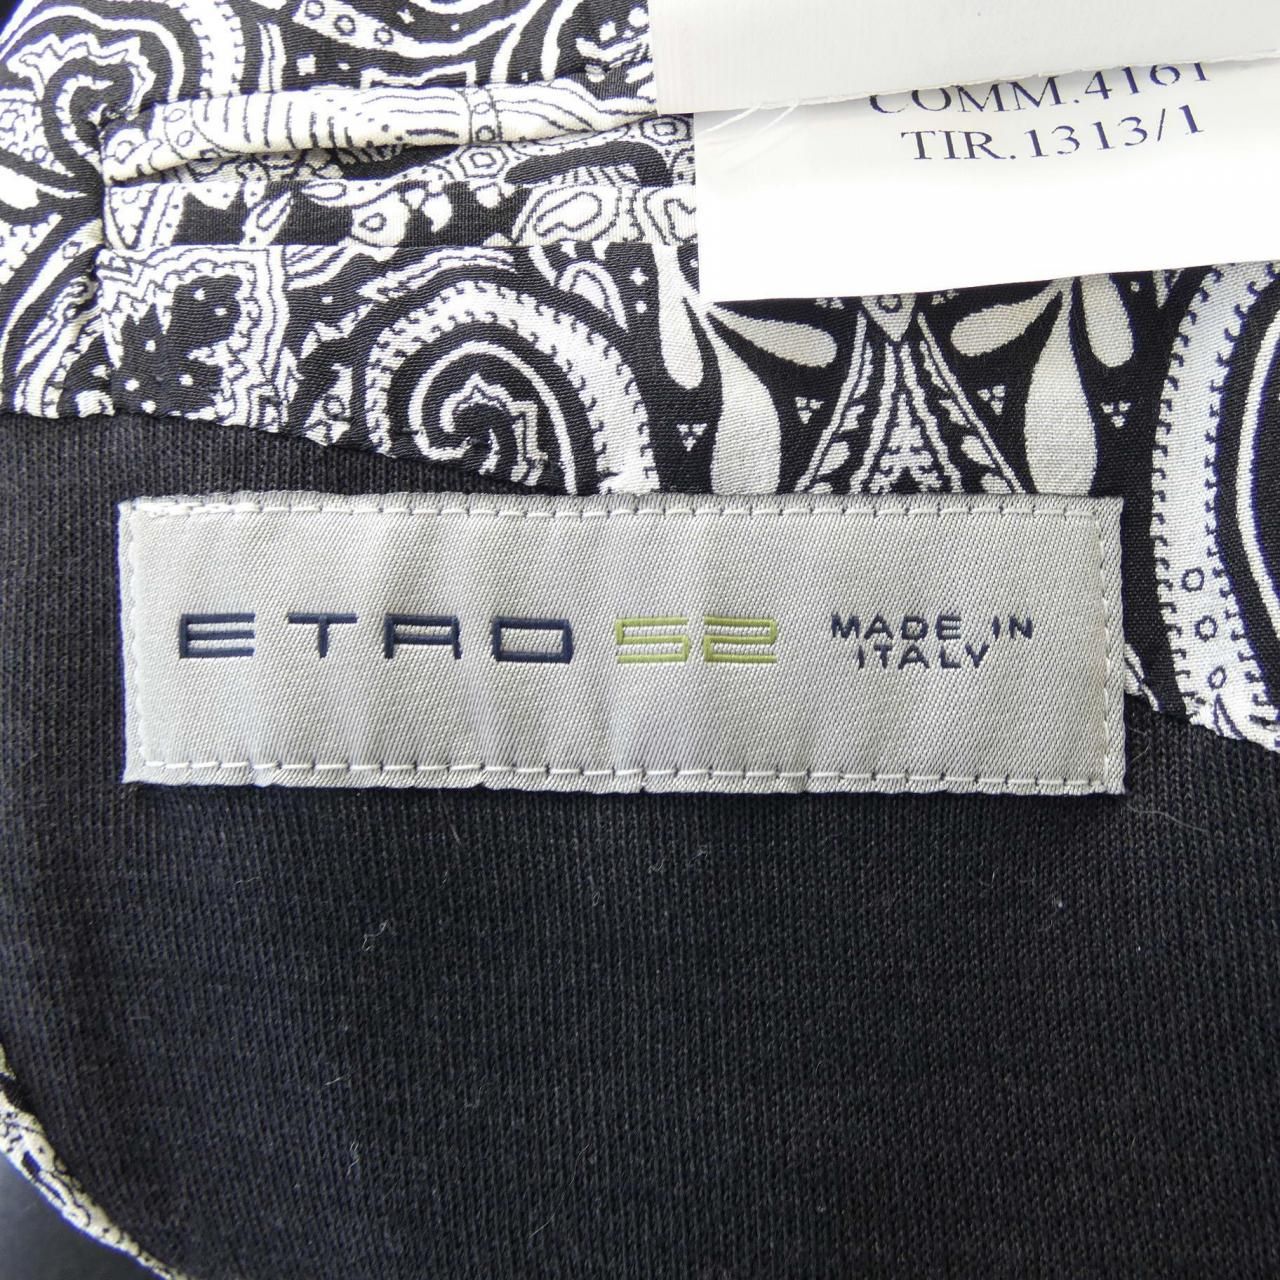 COMM.4161
TIR.1313/1
ETRO 52 MADE IN
ITALY